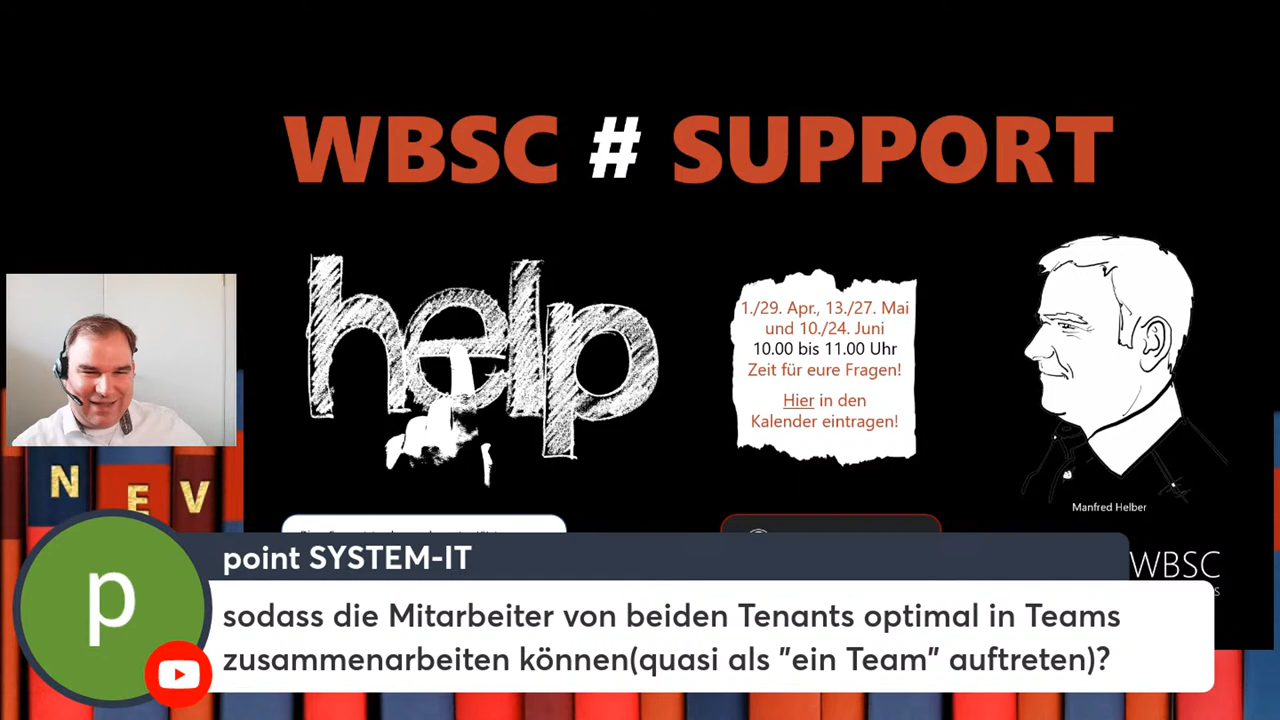 WBSC # SUPPORT
help
1./29. Apr., 13./27. Mai
und 10./24. Juni
10.00 bis 11.00 Uhr
Zeit für eure Fragen!
Hier in den
Kalender eintragen!
Manfred Helber
N E V
WBSC
p
point SYSTEM-IT
sodass die Mitarbeiter von beiden Tenants optimal in Teams
zusammenarbeiten können(quasi als "ein Team" auftreten)?